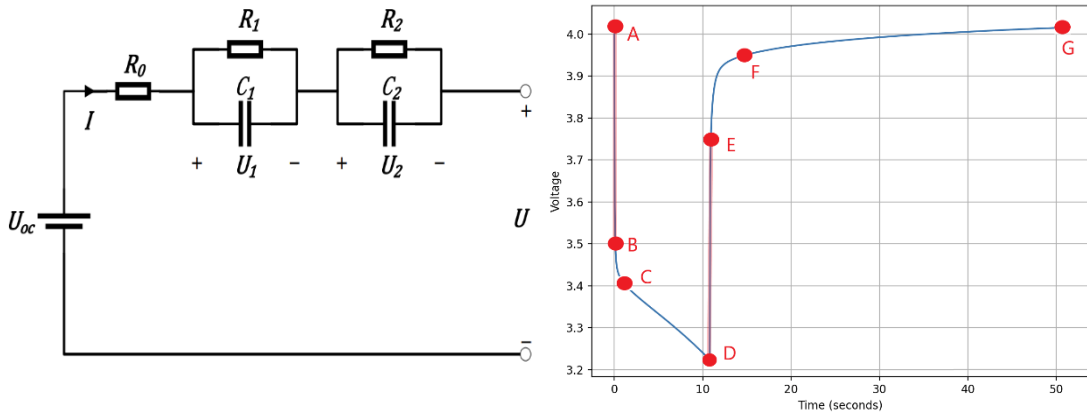 R1
R2
R0
C1
C2
I
+ U1 − + U2 −
+
Uoc
U
−
4.0
3.9
3.8
3.7
3.6
3.5
3.4
3.3
3.2
Voltage
0 10 20 30 40 50
Time (seconds)
A
B
C
D
E
F
G